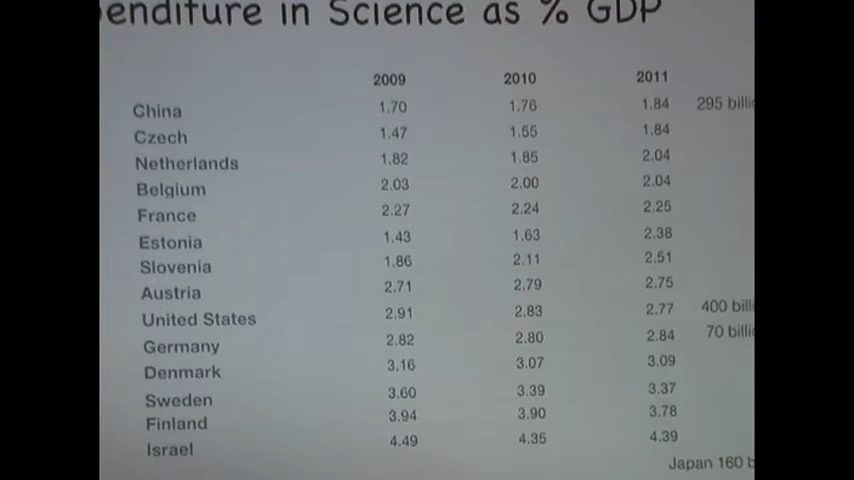 enditure in Science as % GDP
2009 2010 2011
China 1.70 1.76 1.84 295 billi
Czech 1.47 1.55 1.84
Netherlands 1.82 1.85 2.04
Belgium 2.03 2.00 2.04
France 2.27 2.24 2.25
Estonia 1.43 1.63 2.38
Slovenia 1.86 2.11 2.51
Austria 2.71 2.79 2.75
United States 2.91 2.83 2.77 400 billi
Germany 2.82 2.80 2.84 70 billi
Denmark 3.16 3.07 3.09
Sweden 3.60 3.39 3.37
Finland 3.94 3.90 3.78
Israel 4.49 4.35 4.39
Japan 160 b